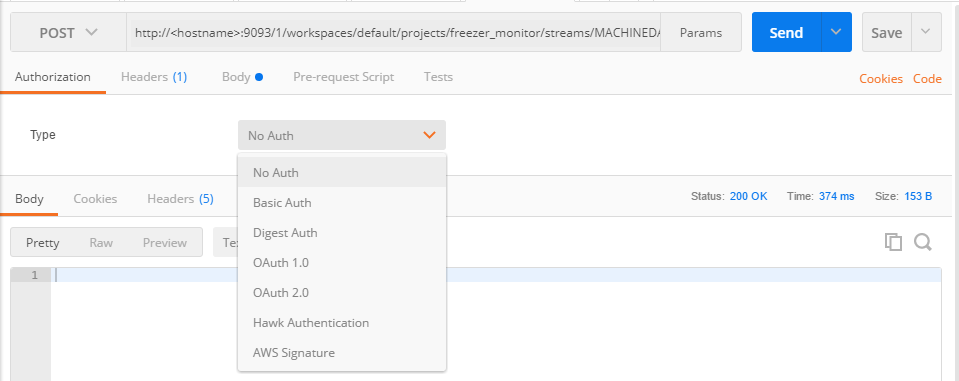 POST http://<hostname>:9093/1/workspaces/default/projects/freezer_monitor/streams/MACHINEDA Params Send Save
Authorization Headers (1) Body Pre-request Script Tests Cookies Code
Type No Auth
No Auth
Basic Auth
Digest Auth
OAuth 1.0
OAuth 2.0
Hawk Authentication
AWS Signature
Body Cookies Headers (5) Status: 200 OK Time: 374 ms Size: 153 B
Pretty Raw Preview
1